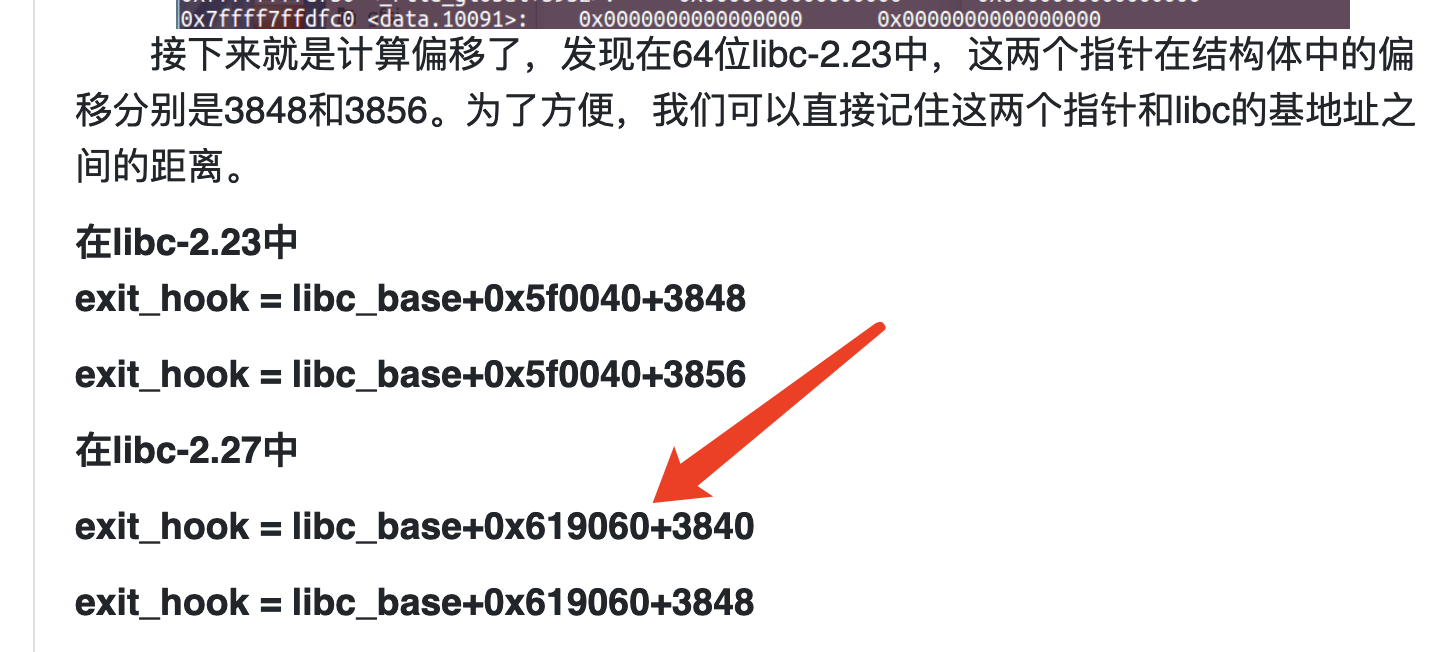 0x7ffff7ffdfc0 <data.10091>: 0x0000000000000000 0x0000000000000000
接下来就是计算偏移了，发现在64位libc-2.23中，这两个指针在结构体中的偏
移分别是3848和3856。为了方便，我们可以直接记住这两个指针和libc的基地址之
间的距离。
在libc-2.23中
exit_hook = libc_base+0x5f0040+3848
exit_hook = libc_base+0x5f0040+3856
在libc-2.27中
exit_hook = libc_base+0x619060+3840
exit_hook = libc_base+0x619060+3848